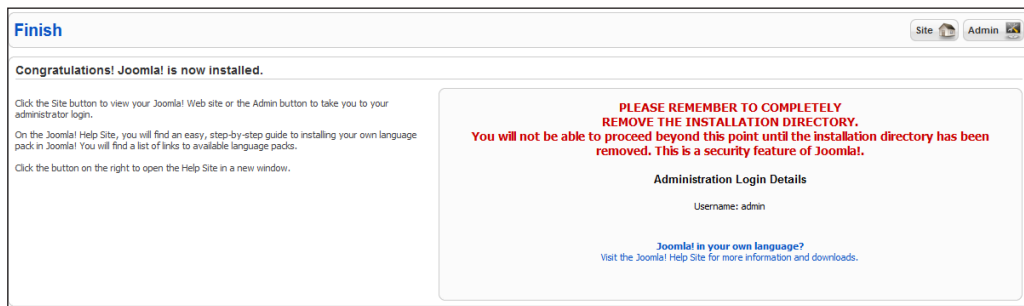 Finish
Site
Admin
Congratulations! Joomla! is now installed.
Click the Site button to view your Joomla! Web site or the Admin button to take you to your
administrator login.
On the Joomla! Help Site, you will find an easy, step-by-step guide to installing your own language
pack in Joomla! You will find a list of links to available language packs.
Click the button on the right to open the Help Site in a new window.
PLEASE REMEMBER TO COMPLETELY
REMOVE THE INSTALLATION DIRECTORY.
You will not be able to proceed beyond this point until the installation directory has been
removed. This is a security feature of Joomla!.
Administration Login Details
Username: admin
Joomla! in your own language?
Visit the Joomla! Help Site for more information and downloads.